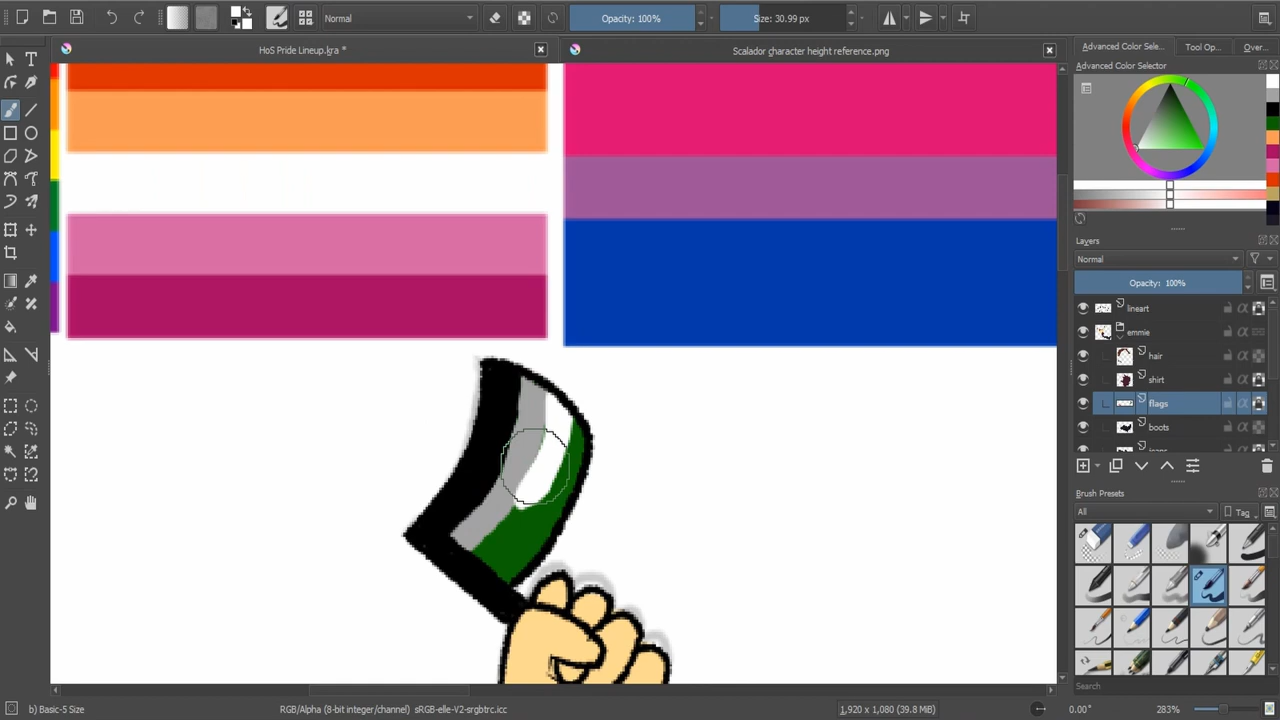 Normal
Opacity: 100%
Size: 30.99 px
HoS Pride Lineup.kra *
Scalador character height reference.png
Advanced Color Sele...
Tool Op...
Over...
Advanced Color Selector
Layers
Normal
Opacity: 100%
lineart
emmie
hair
shirt
flags
boots
Brush Presets
All
Tag
Search
b) Basic-5 Size
RGB/Alpha (8-bit integer/channel) sRGB-elle-V2-srgbtrc.icc
1,920 x 1,080 (39.8 MiB)
0.00°
283%